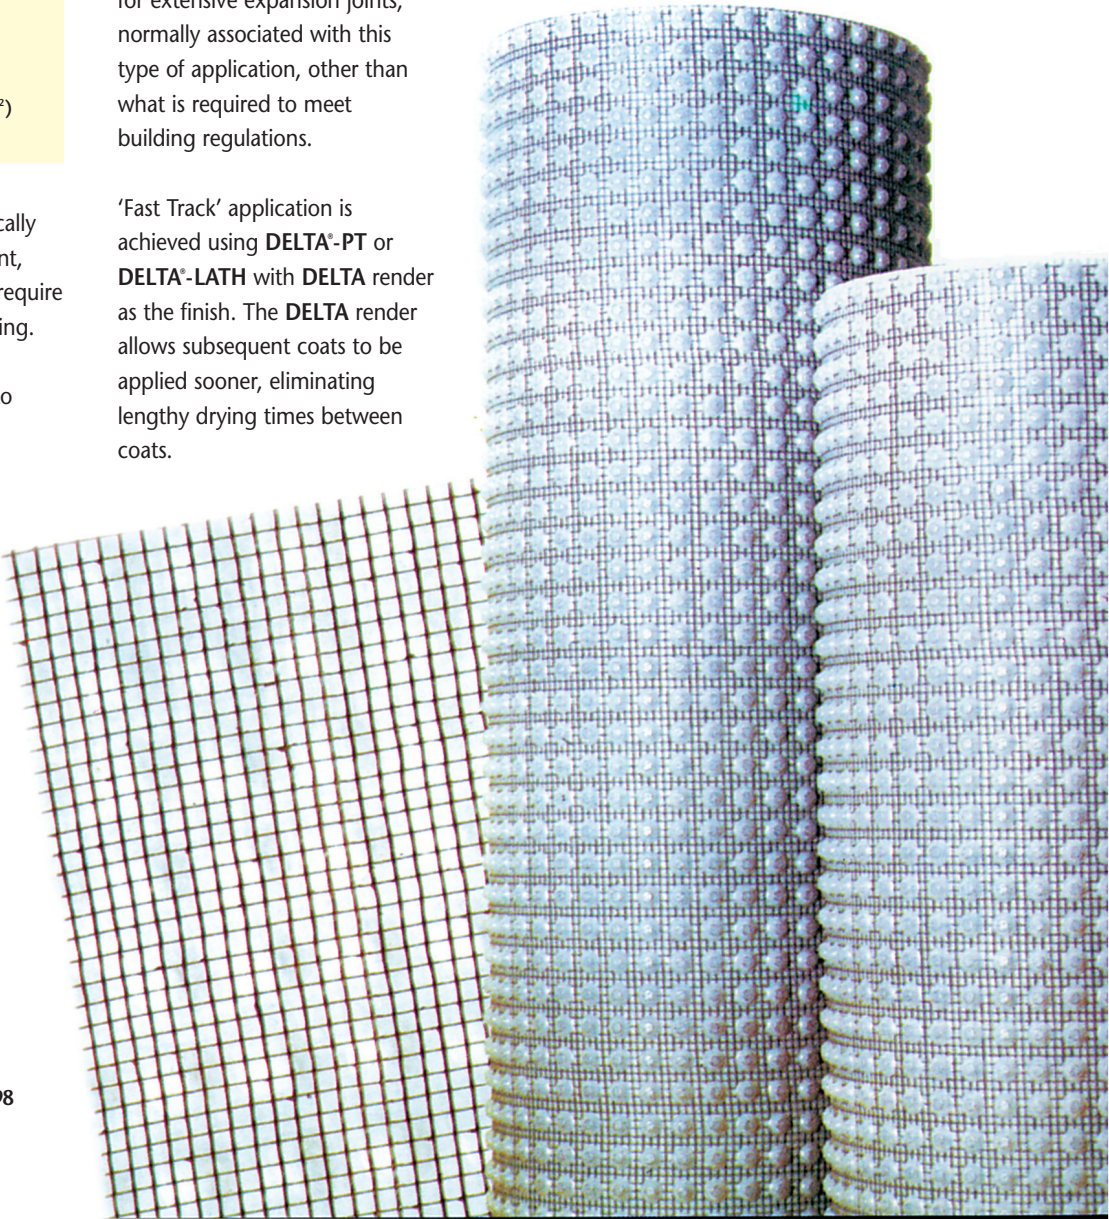 ²)
cally
nt,
require
ing.
o
98
for extensive expansion joints,
normally associated with this
type of application, other than
what is required to meet
building regulations.
‘Fast Track’ application is
achieved using DELTA®-PT or
DELTA®-LATH with DELTA render
as the finish. The DELTA render
allows subsequent coats to be
applied sooner, eliminating
lengthy drying times between
coats.